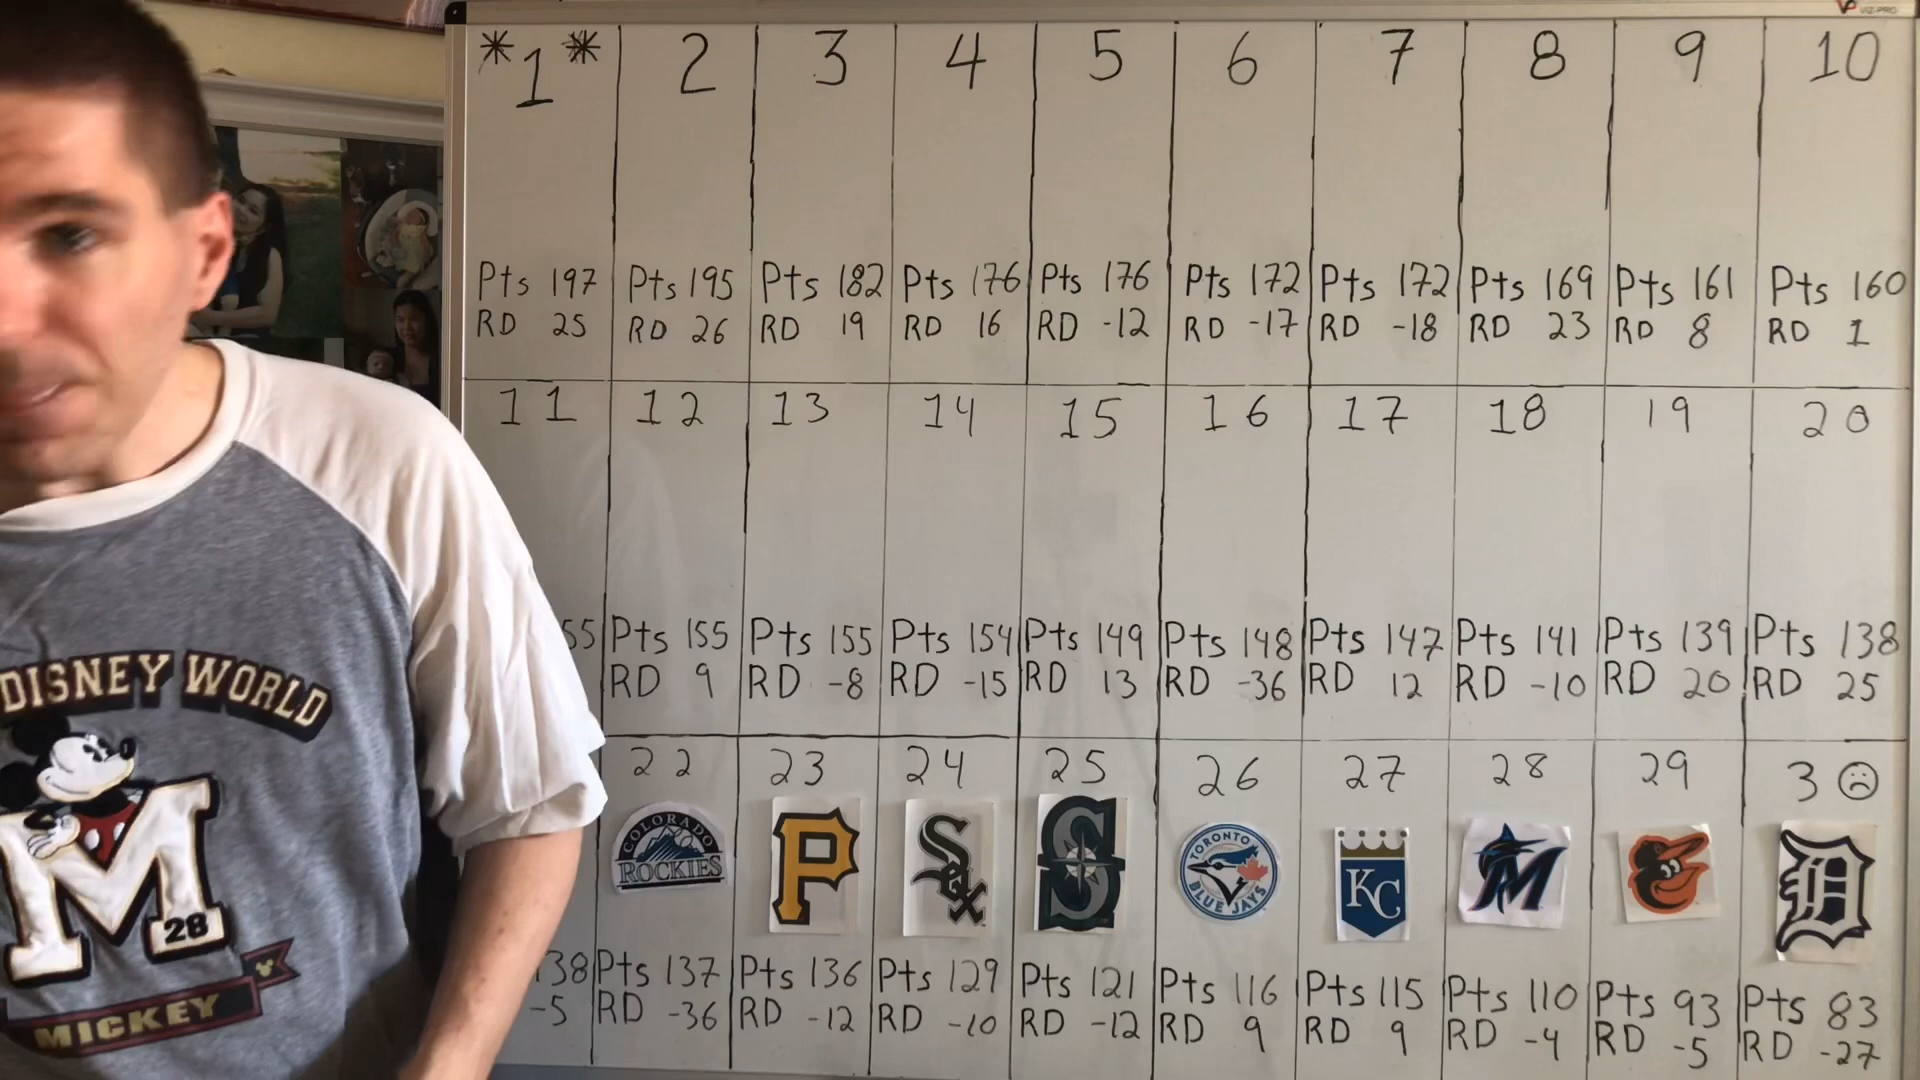 VIZ-PRO
*1* 2 3 4 5 6 7 8 9 10
Pts 197 Pts 195 Pts 182 Pts 176 Pts 176 Pts 172 Pts 172 Pts 169 Pts 161 Pts 160
RD 25 RD 26 RD 19 RD 16 RD -12 RD -17 RD -18 RD 23 RD 8 RD 1
11 12 13 14 15 16 17 18 19 20
55 Pts 155 Pts 155 Pts 154 Pts 149 Pts 148 Pts 147 Pts 141 Pts 139 Pts 138
RD 9 RD -8 RD -15 RD 13 RD -36 RD 12 RD -10 RD 20 RD 25
22 23 24 25 26 27 28 29 3☹
COLORADO
ROCKIES
P
Sox
S
TORONTO
BLUE JAYS
KC
M
D
138 Pts 137 Pts 136 Pts 129 Pts 121 Pts 116 Pts 115 Pts 110 Pts 93 Pts 83
-5 RD -36 RD -12 RD -10 RD -12 RD 9 RD 9 RD -4 RD -5 RD -27
DISNEY WORLD
M
28
MICKEY